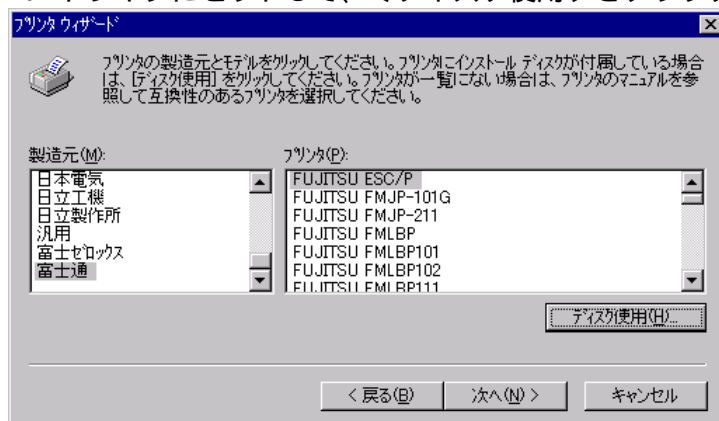 プリンタ ウィザード
プリンタの製造元とモデルをクリックしてください。プリンタにインストール ディスクが付属している場合
は、[ディスク使用] をクリックしてください。プリンタが一覧にない場合は、プリンタのマニュアルを参
照して互換性のあるプリンタを選択してください。
製造元(M):
プリンタ(P):
日本電気
日立工機
日立製作所
汎用
富士ゼロックス
富士通
FUJITSU ESC/P
FUJITSU FMJP-101G
FUJITSU FMJP-211
FUJITSU FMLBP
FUJITSU FMLBP101
FUJITSU FMLBP102
FUJITSU FMLBP111
ディスク使用(H)...
< 戻る(B)
次へ(N) >
キャンセル